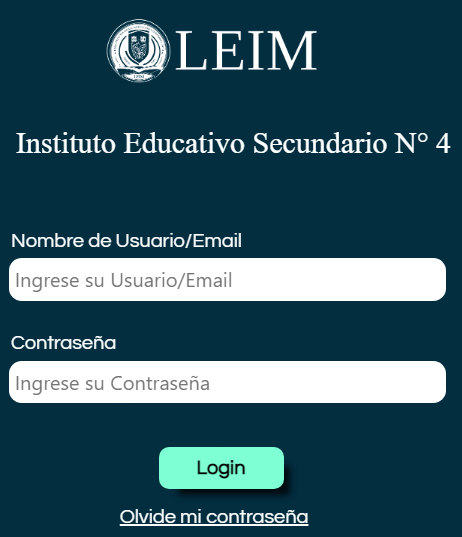 LEIM
Instituto Educativo Secundario N° 4
Nombre de Usuario/Email
Ingrese su Usuario/Email
Contraseña
Ingrese su Contraseña
Login
Olvide mi contraseña